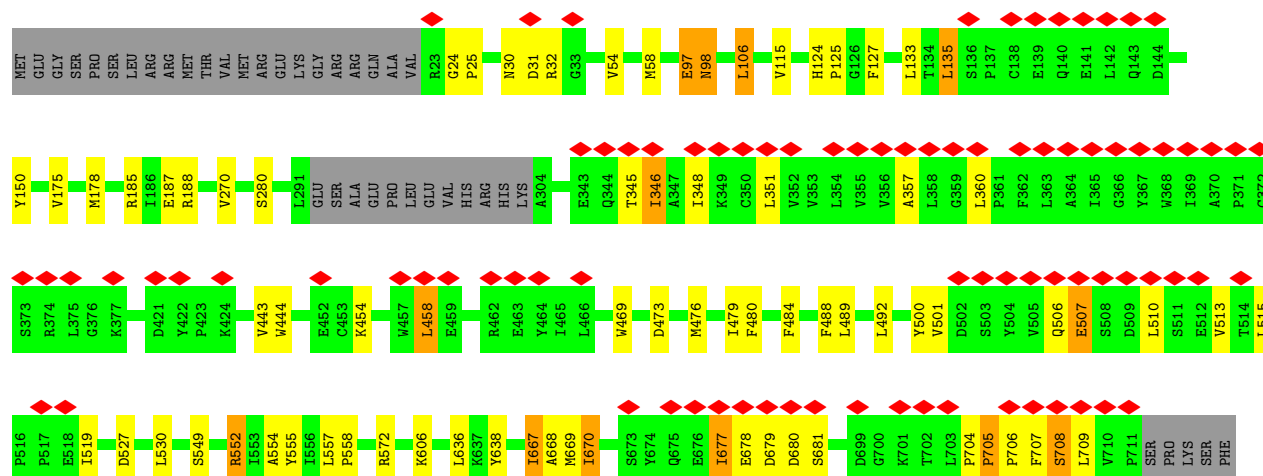 MET GLU GLY SER PRO SER LEU ARG ARG MET THR VAL MET ARG GLU LYS GLY ARG ARG GLN ALA VAL R23 G24 P25 N30 D31 R32 G33 V54 M58 E97 N98 L106 V115 H124 P125 G126 F127 L133 T134 L135 S136 P137 C138 E139 Q140 E141 L142 Q143 D144
Y150 V175 M178 R185 I186 E187 R188 V270 S280 L291 GLU SER ALA GLU PRO LEU GLU VAL HIS ARG HIS LYS A304 E343 Q344 T345 I346 A347 I348 K349 C350 L351 V352 V353 L354 V355 V356 A357 L358 G359 L360 P361 F362 L363 A364 I365 G366 Y367 W368 I369 A370 P371 G372
S373 R374 L375 G376 K377 D421 Y422 P423 K424 V443 W444 E452 C453 K454 W457 L458 E459 R462 E463 Y464 I465 L466 W469 D473 M476 I479 F480 F484 F488 L489 L492 Y500 V501 D502 S503 Y504 V505 Q506 E507 S508 D509 L510 S511 E512 V513 T514 L515
P516 P517 E518 I519 D527 L530 S549 R552 I553 A554 Y555 I556 L557 P558 R572 K606 L636 K637 Y638 I667 A668 M669 I670 S673 Y674 Q675 E676 I677 E678 D679 D680 S681 D699 G700 K701 T702 L703 P704 P705 P706 F707 S708 L709 V710 P711 SER PRO LYS SER PHE